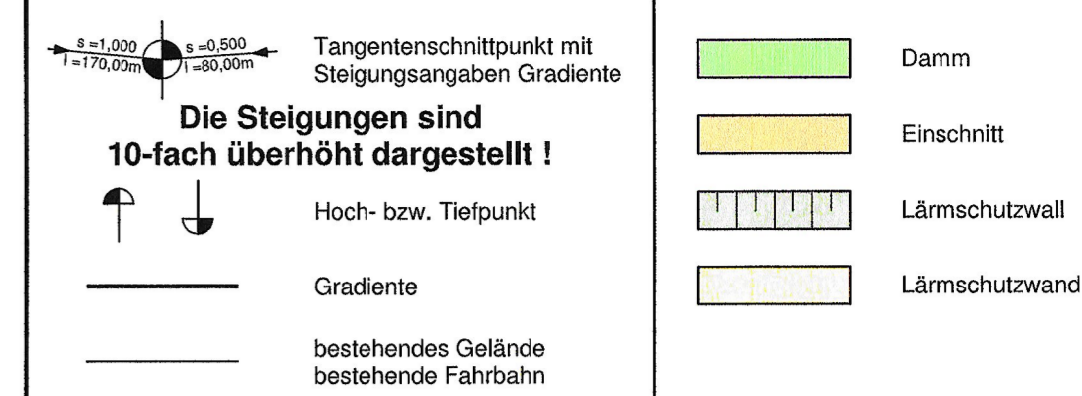 s =1,000
l =170,00m
s =0,500
l =80,00m
Tangentenschnittpunkt mit
Steigungsangaben Gradiente
Die Steigungen sind
10-fach überhöht dargestellt !
Hoch- bzw. Tiefpunkt
Gradiente
bestehendes Gelände
bestehende Fahrbahn
Damm
Einschnitt
Lärmschutzwall
Lärmschutzwand